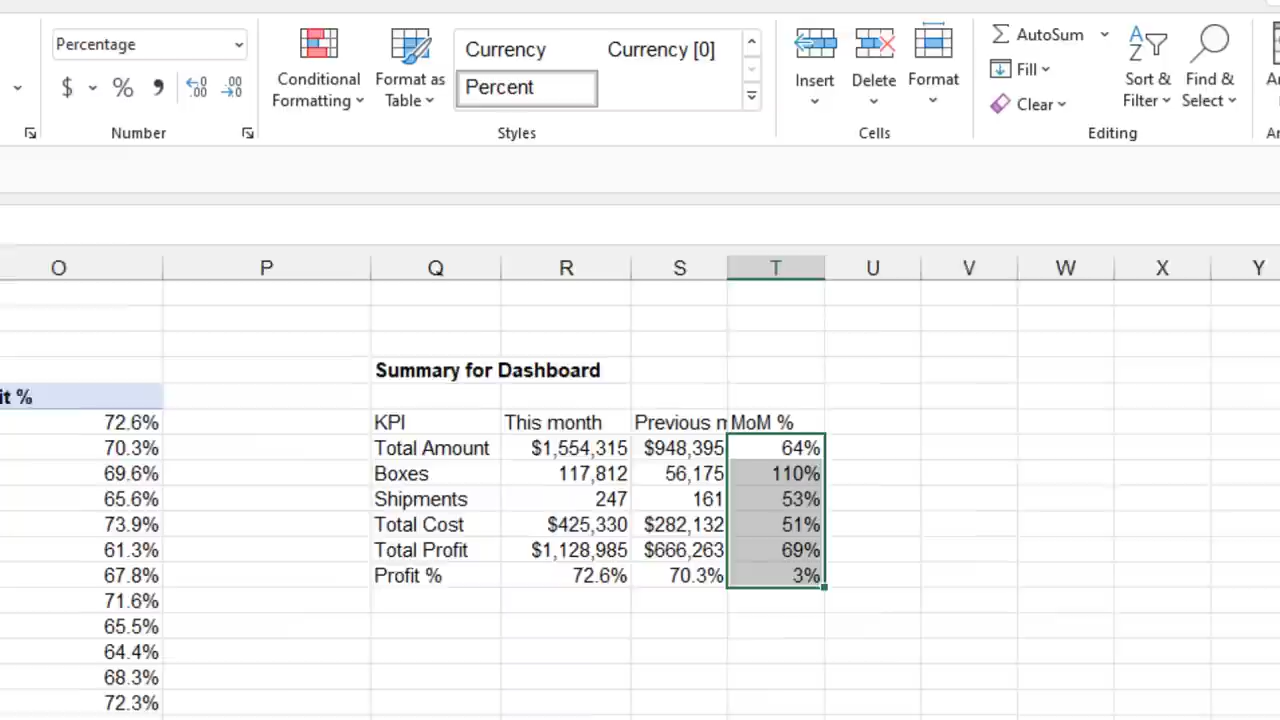 Percentage
$ % ,
Number
Conditional
Formatting
Format as
Table
Currency
Currency [0]
Percent
Styles
Insert
Delete
Format
Cells
AutoSum
Fill
Clear
Sort &
Filter
Find &
Select
Editing
O P Q R S T U V W X Y
Summary for Dashboard
it %
KPI This month Previous m MoM %
72.6%
70.3% Total Amount $1,554,315 $948,395 64%
69.6% Boxes 117,812 56,175 110%
65.6% Shipments 247 161 53%
73.9% Total Cost $425,330 $282,132 51%
61.3% Total Profit $1,128,985 $666,263 69%
67.8% Profit % 72.6% 70.3% 3%
71.6%
65.5%
64.4%
68.3%
72.3%